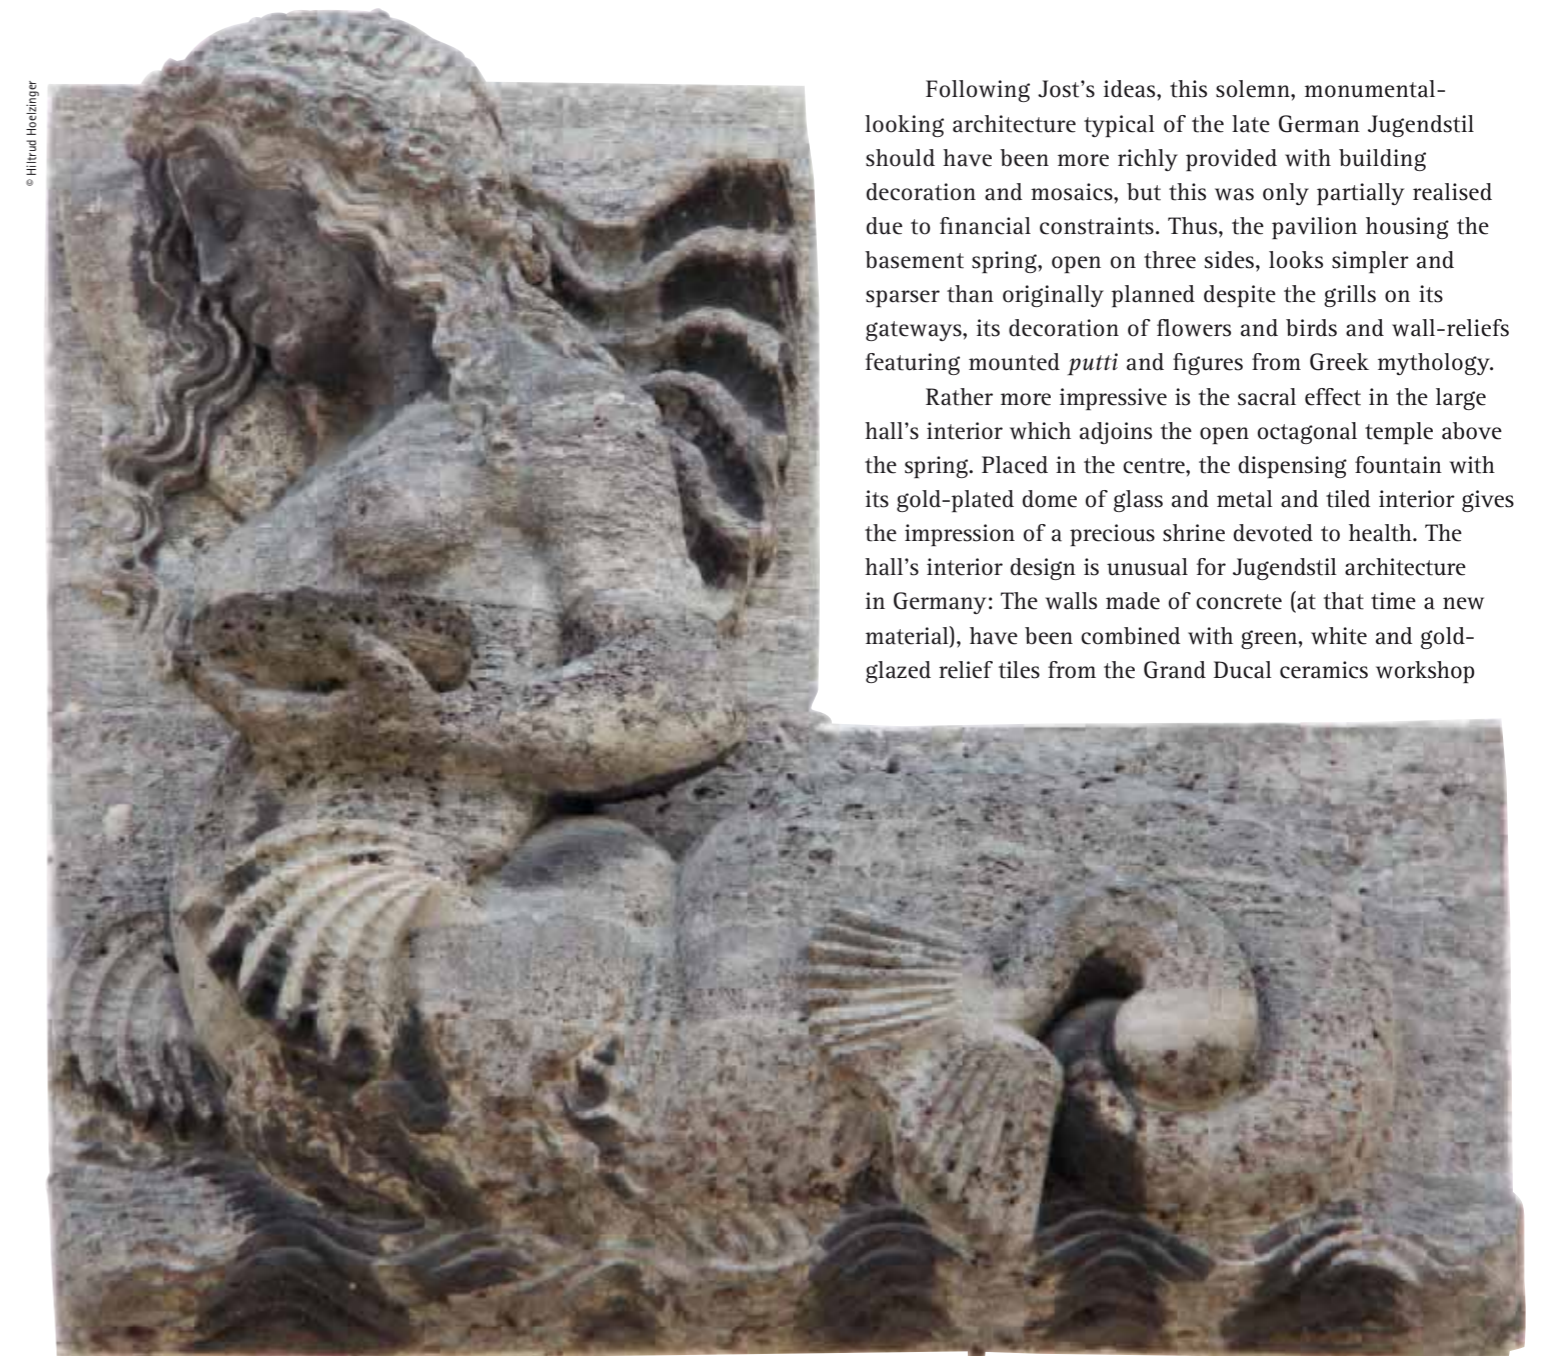 © Hiltrud Hoelzinger
Following Jost's ideas, this solemn, monumental-
looking architecture typical of the late German Jugendstil
should have been more richly provided with building
decoration and mosaics, but this was only partially realised
due to financial constraints. Thus, the pavilion housing the
basement spring, open on three sides, looks simpler and
sparser than originally planned despite the grills on its
gateways, its decoration of flowers and birds and wall-reliefs
featuring mounted putti and figures from Greek mythology.
Rather more impressive is the sacral effect in the large
hall's interior which adjoins the open octagonal temple above
the spring. Placed in the centre, the dispensing fountain with
its gold-plated dome of glass and metal and tiled interior gives
the impression of a precious shrine devoted to health. The
hall's interior design is unusual for Jugendstil architecture
in Germany: The walls made of concrete (at that time a new
material), have been combined with green, white and gold-
glazed relief tiles from the Grand Ducal ceramics workshop